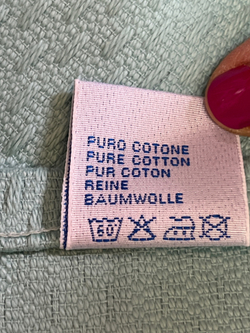 PURO COTONE
PURE COTTON
PUR COTON
REINE
BAUMWOLLE
60